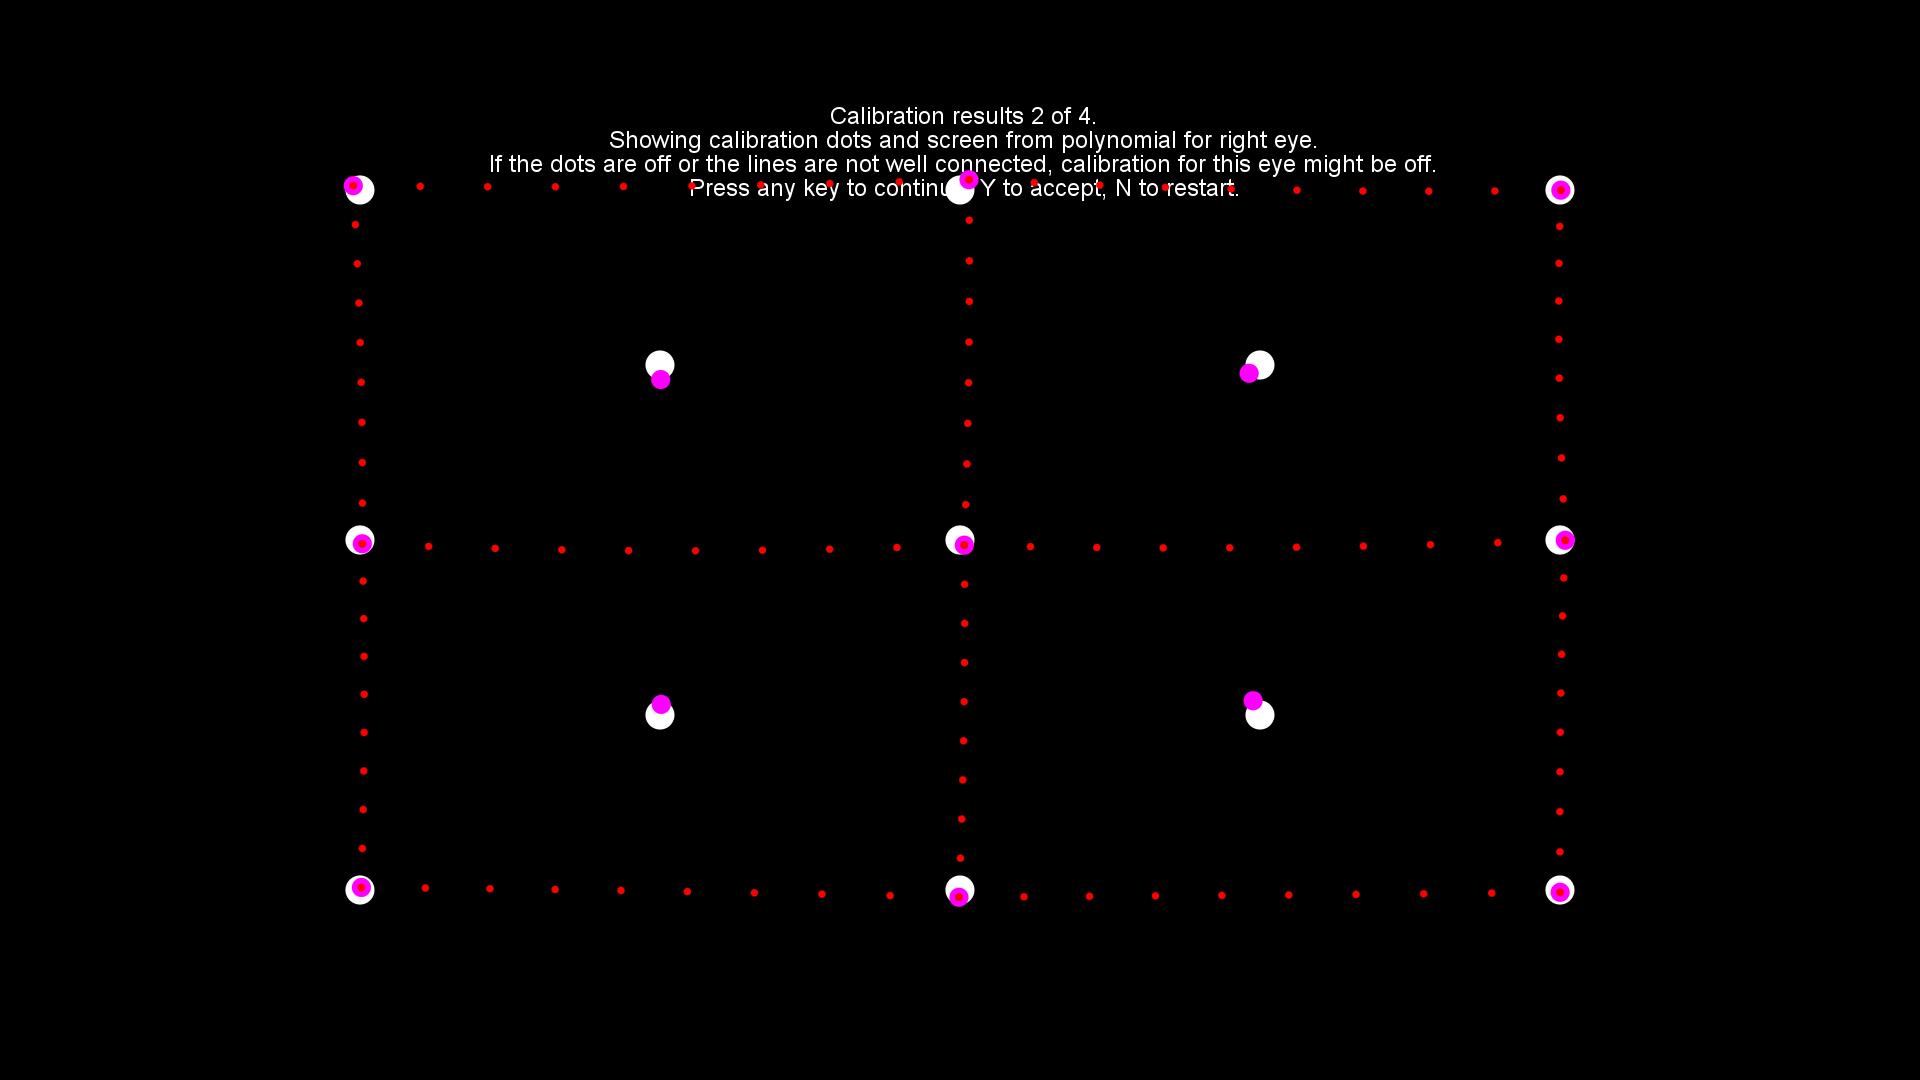 Calibration results 2 of 4.
Showing calibration dots and screen from polynomial for right eye.
If the dots are off or the lines are not well connected, calibration for this eye might be off.
Press any key to continue, Y to accept, N to restart.